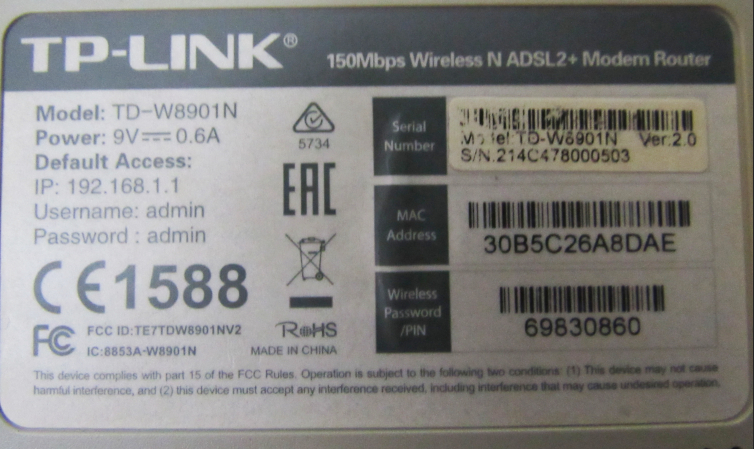 TP-LINK®
150Mbps Wireless N ADSL2+ Modem Router
Model: TD-W8901N
Power: 9V⎓0.6A
Default Access:
IP: 192.168.1.1
Username: admin
Password : admin
CE1588
FCC ID:TE7TDW8901NV2
IC:8853A-W8901N
5734
EAC
RoHS
MADE IN CHINA
Serial
Number
Model:TD-W8901N Ver:2.0
S/N.214C478000503
MAC
Address
30B5C26A8DAE
Wireless
Password
/PIN
69830860
This device complies with part 15 of the FCC Rules. Operation is subject to the following two conditions: (1) This device may not cause
harmful interference, and (2) this device must accept any interference received, including interference that may cause undesired operation.